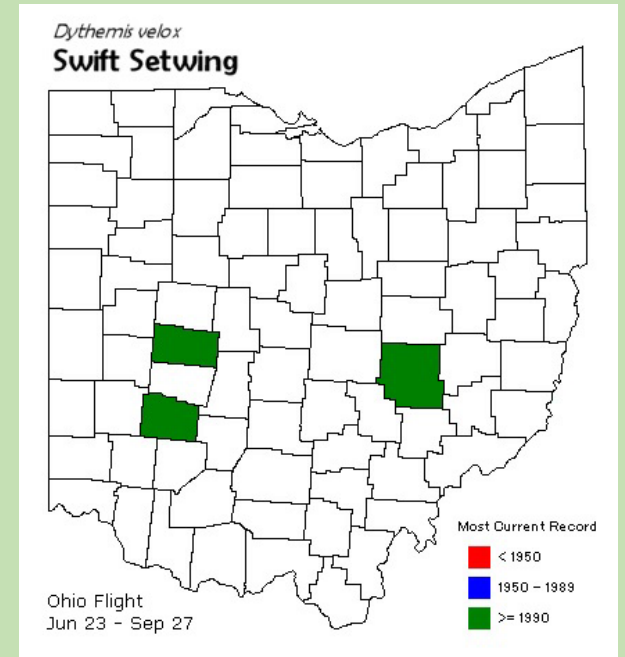 Dythemis velox
Swift Setwing
Most Current Record
< 1950
1950 - 1989
>= 1990
Ohio Flight
Jun 23 - Sep 27